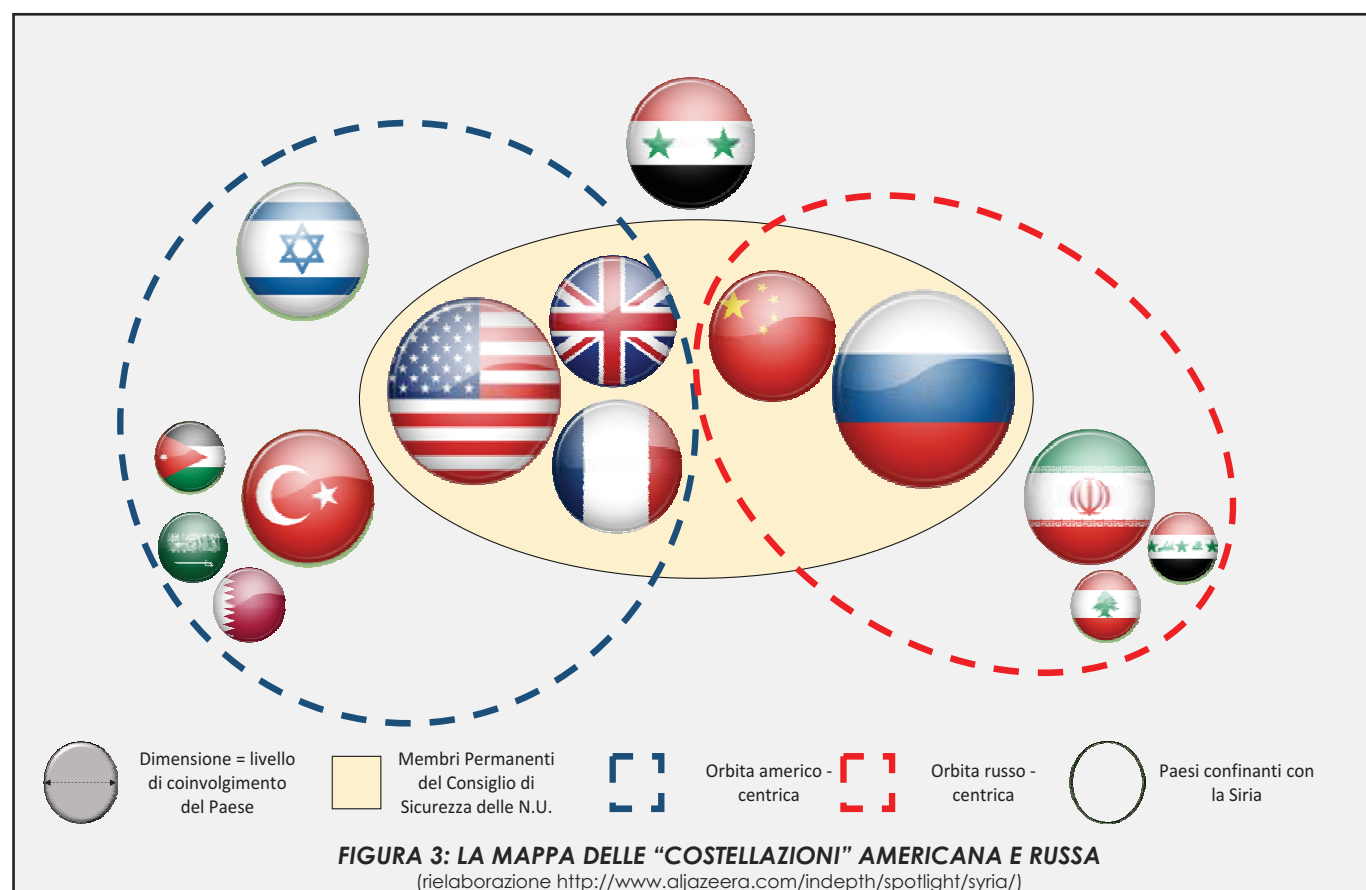 Dimensione = livello
di coinvolgimento
del Paese
Membri Permanenti
del Consiglio di
Sicurezza delle N.U.
Orbita americo -
centrica
Orbita russo -
centrica
Paesi confinanti con
la Siria
FIGURA 3: LA MAPPA DELLE “COSTELLAZIONI” AMERICANA E RUSSA
(rielaborazione http://www.aljazeera.com/indepth/spotlight/syria/)